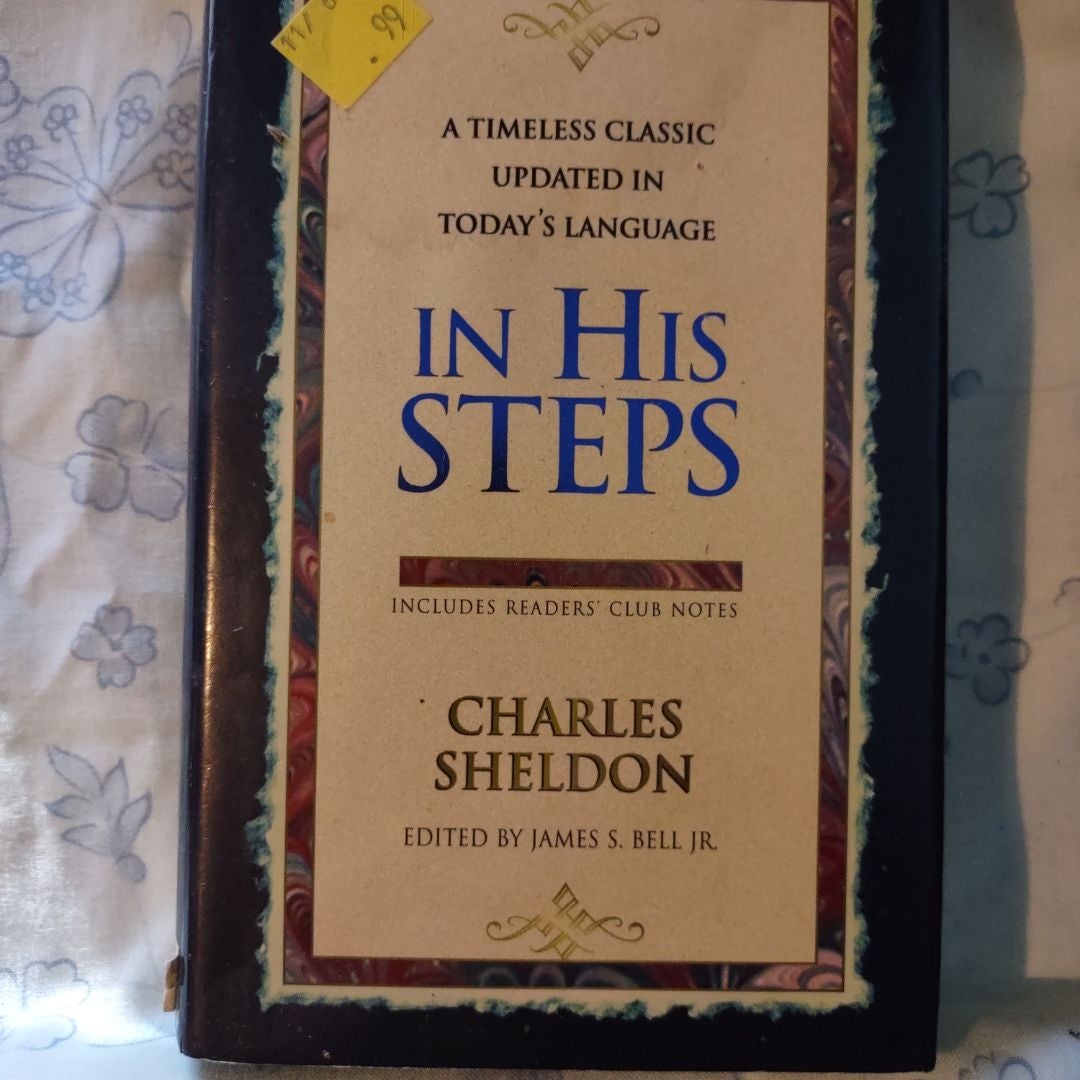 .99
A TIMELESS CLASSIC
UPDATED IN
TODAY'S LANGUAGE
IN HIS
STEPS
INCLUDES READERS' CLUB NOTES
CHARLES
SHELDON
EDITED BY JAMES S. BELL JR.